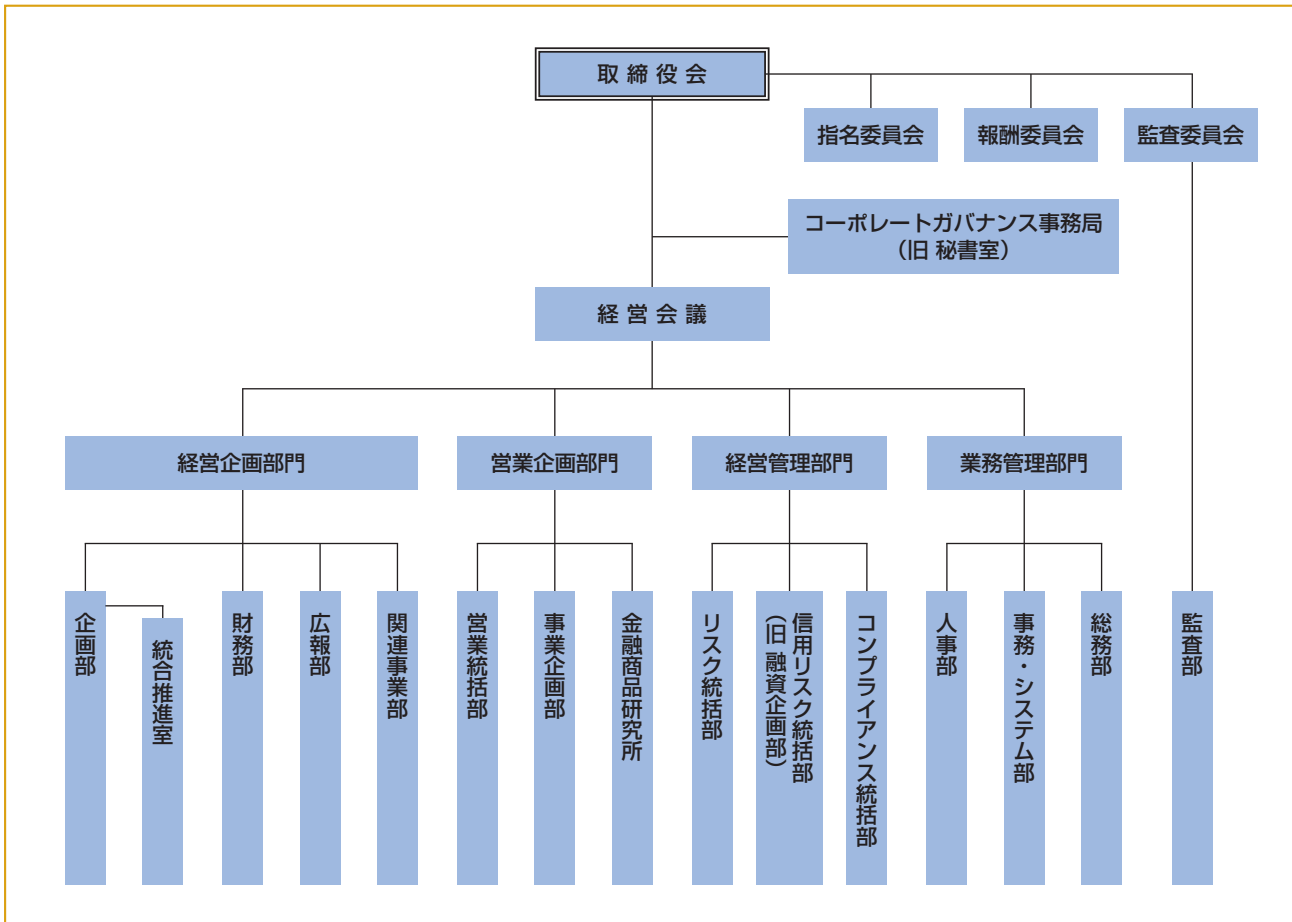 取締役会
指名委員会
報酬委員会
監査委員会
コーポレートガバナンス事務局
（旧 秘書室）
経営会議
経営企画部門
営業企画部門
経営管理部門
業務管理部門
企画部
統合推進室
財務部
広報部
関連事業部
営業統括部
事業企画部
金融商品研究所
リスク統括部
信用リスク統括部
（旧 融資企画部）
コンプライアンス統括部
人事部
事務・システム部
総務部
監査部